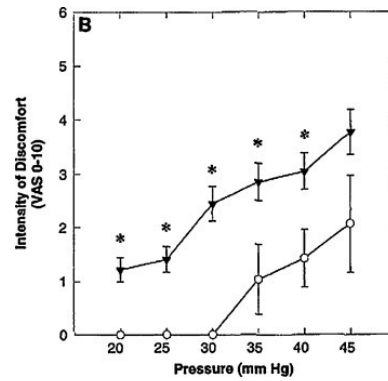 B
6
5
4
3
2
1
0
Intensity of Discomfort
(VAS 0-10)
* * * * *
20 25 30 35 40 45
Pressure (mm Hg)